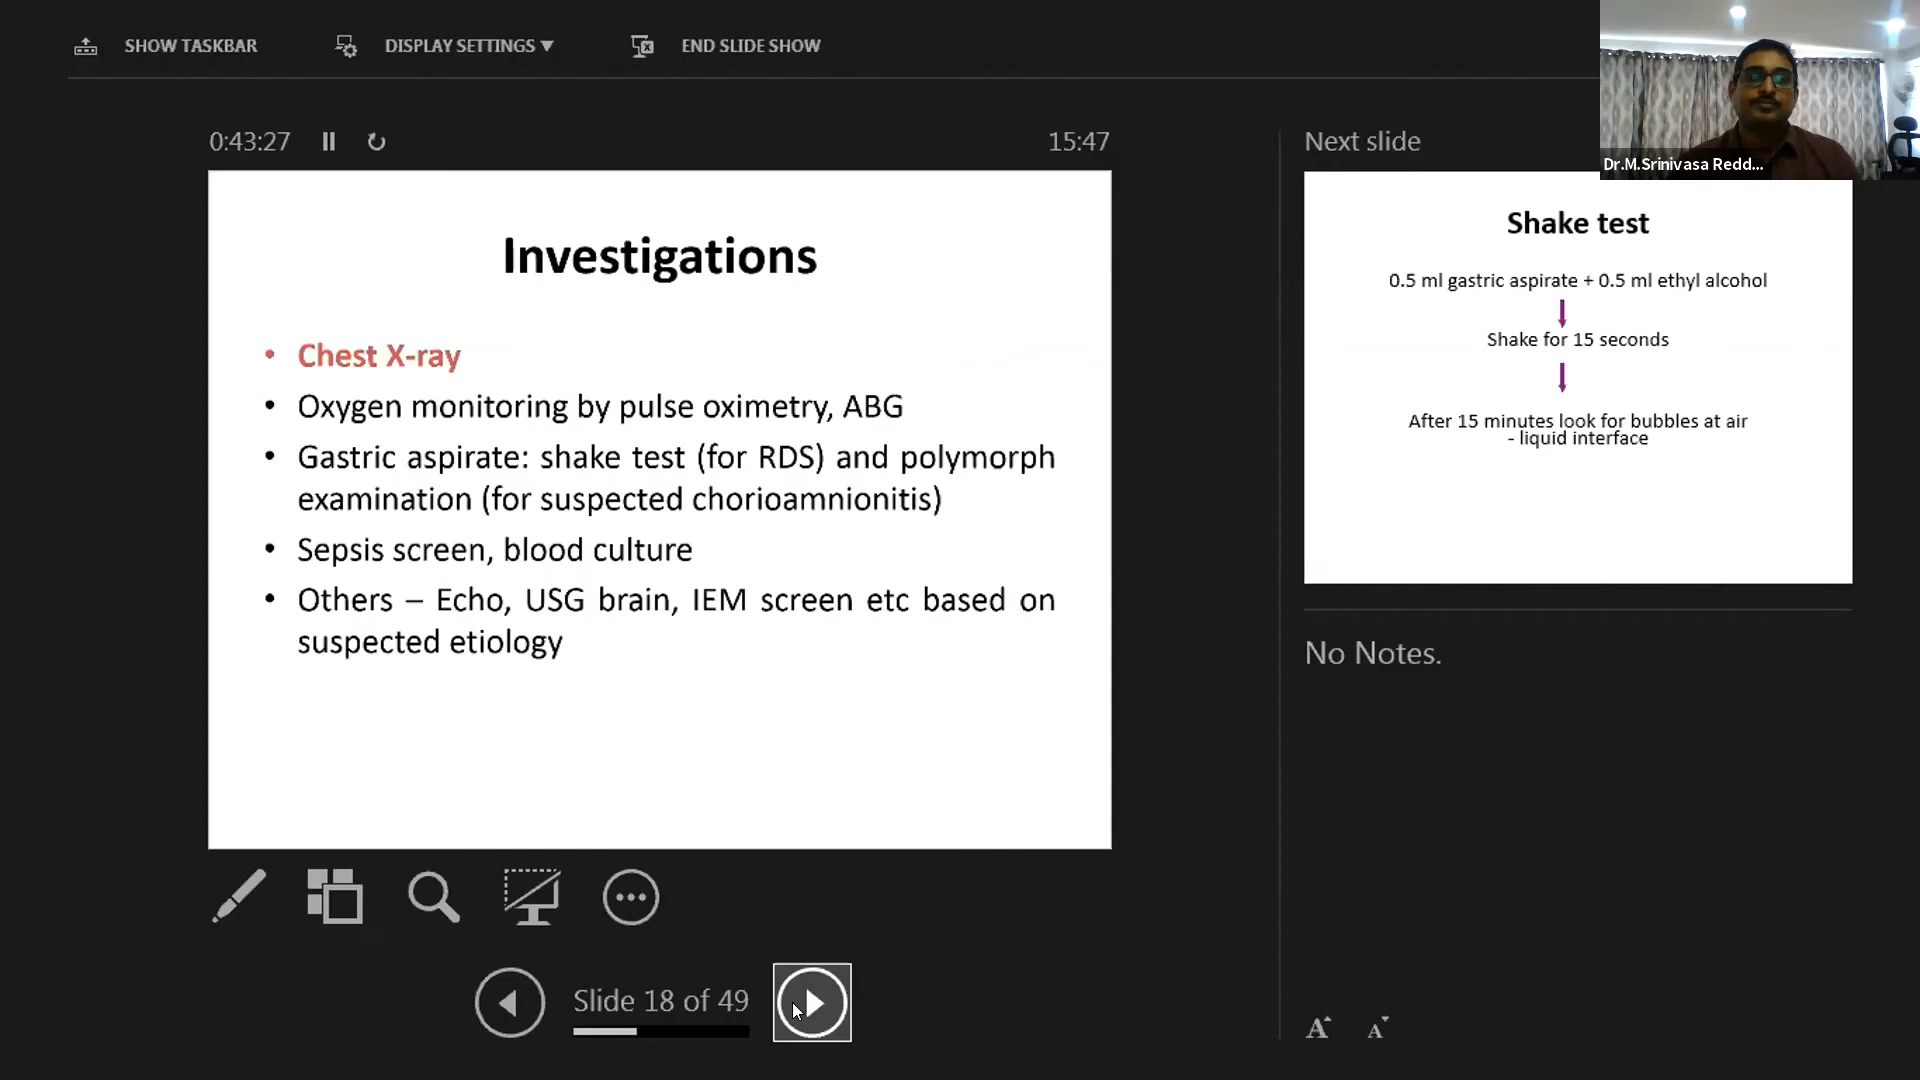 SHOW TASKBAR
DISPLAY SETTINGS ▼
END SLIDE SHOW
Dr.M.Srinivasa Redd...
0:43:27
15:47
Investigations
• Chest X-ray
• Oxygen monitoring by pulse oximetry, ABG
• Gastric aspirate: shake test (for RDS) and polymorph
examination (for suspected chorioamnionitis)
• Sepsis screen, blood culture
• Others – Echo, USG brain, IEM screen etc based on
suspected etiology
Slide 18 of 49
Next slide
Shake test
0.5 ml gastric aspirate + 0.5 ml ethyl alcohol
Shake for 15 seconds
After 15 minutes look for bubbles at air
- liquid interface
No Notes.
A A